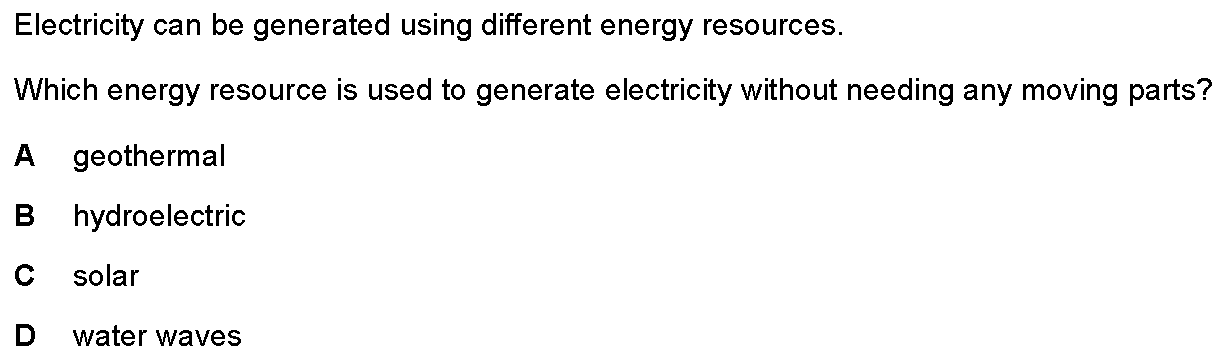 Electricity can be generated using different energy resources.
Which energy resource is used to generate electricity without needing any moving parts?
A geothermal
B hydroelectric
C solar
D water waves